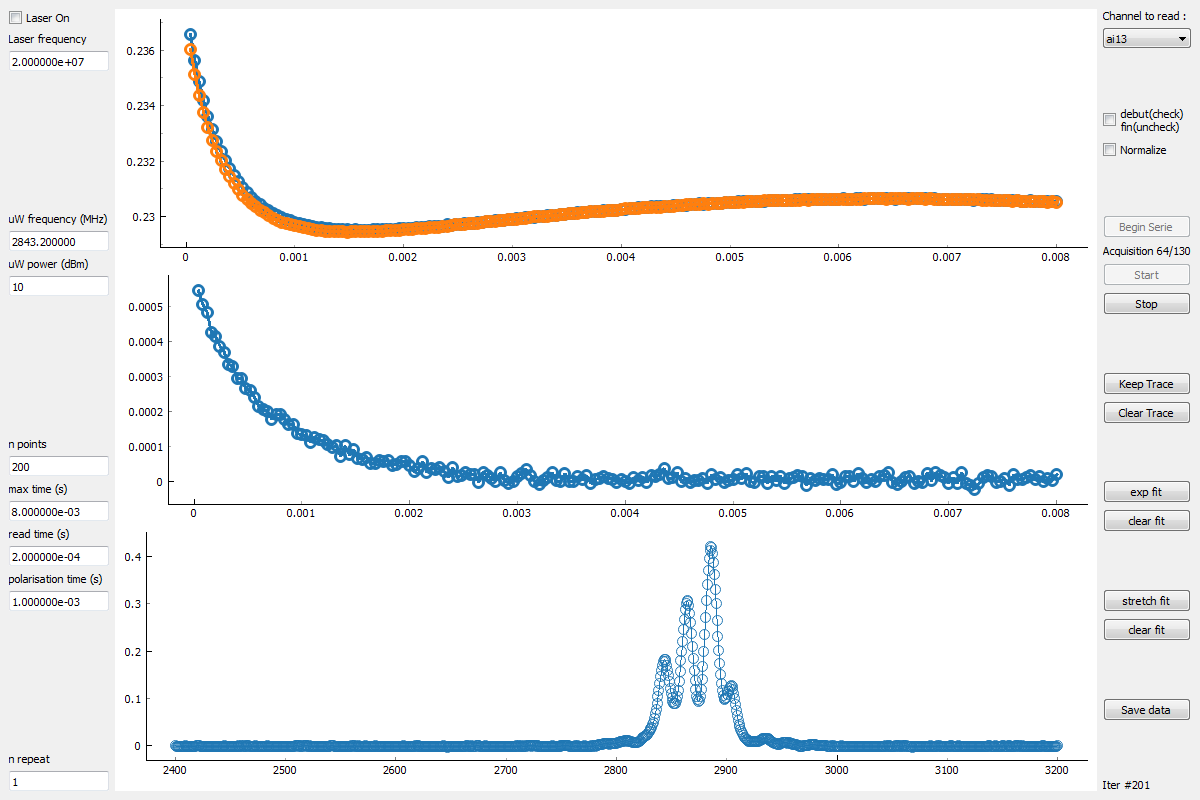 Laser On
Laser frequency
2.000000e+07
uW frequency (MHz)
2843.200000
uW power (dBm)
10
n points
200
max time (s)
8.000000e-03
read time (s)
2.000000e-04
polarisation time (s)
1.000000e-03
n repeat
1
0.236
0.234
0.232
0.23
0 0.001 0.002 0.003 0.004 0.005 0.006 0.007 0.008
0.0005
0.0004
0.0003
0.0002
0.0001
0
0 0.001 0.002 0.003 0.004 0.005 0.006 0.007 0.008
0.4
0.3
0.2
0.1
0
2400 2500 2600 2700 2800 2900 3000 3100 3200
Channel to read :
ai13
debut(check)
fin(uncheck)
Normalize
Begin Serie
Acquisition 64/130
Start
Stop
Keep Trace
Clear Trace
exp fit
clear fit
stretch fit
clear fit
Save data
Iter #201